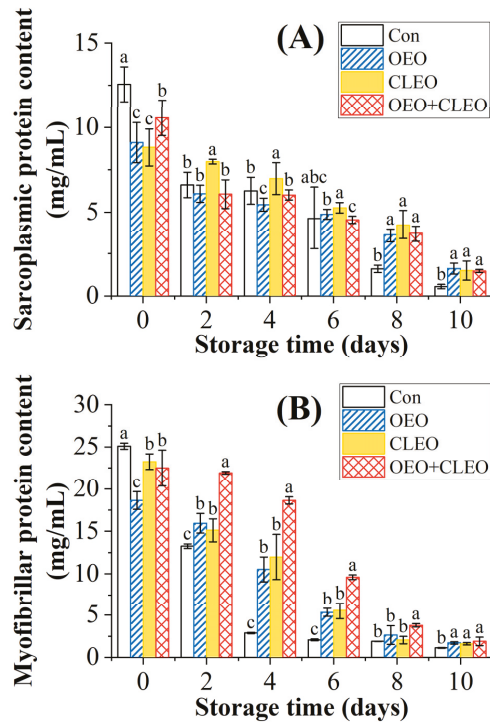 (A)
Con
OEO
CLEO
OEO+CLEO
Sarcoplasmic protein content
(mg/mL)
15
10
5
0
a c c b
b b a b
b c a b
abc b a c
b a a a
b a a a
0 2 4 6 8 10
Storage time (days)
(B)
Con
OEO
CLEO
OEO+CLEO
Myofibrillar protein content
(mg/mL)
30
25
20
15
10
5
0
a c b b
c b b a
c b b a
c b b a
b b b a
b a a a
0 2 4 6 8 10
Storage time (days)